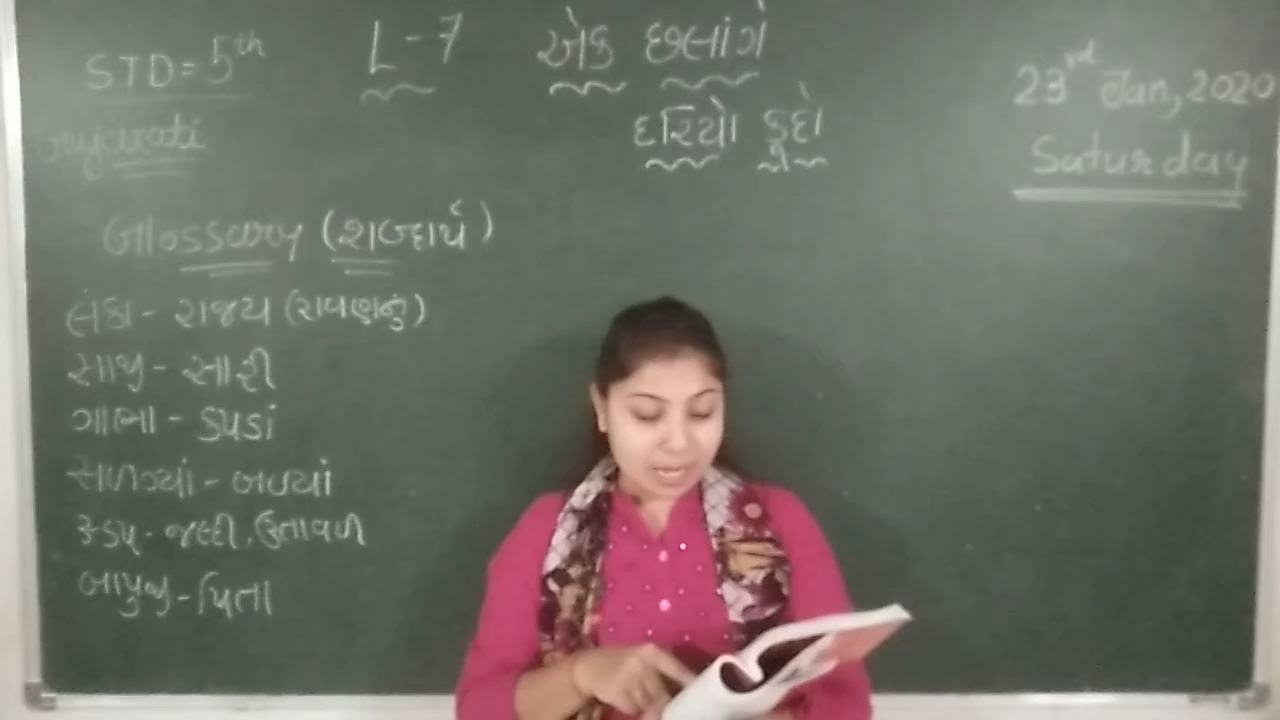 STD = 5th
L - 7 એક છલાંગે
દરિયો કૂદો
23rd Jan, 2020
Saturday
Gujarati
Glossary (શબ્દાર્થ)
લંકા - રાજય (રાવણનું)
સાજી - સારી
ગાભા - કપડાં
સળગ્યાં - બળ્યાં
ઝડપ - જલ્દી, ઉતાવળ
બાપુજી - પિતા